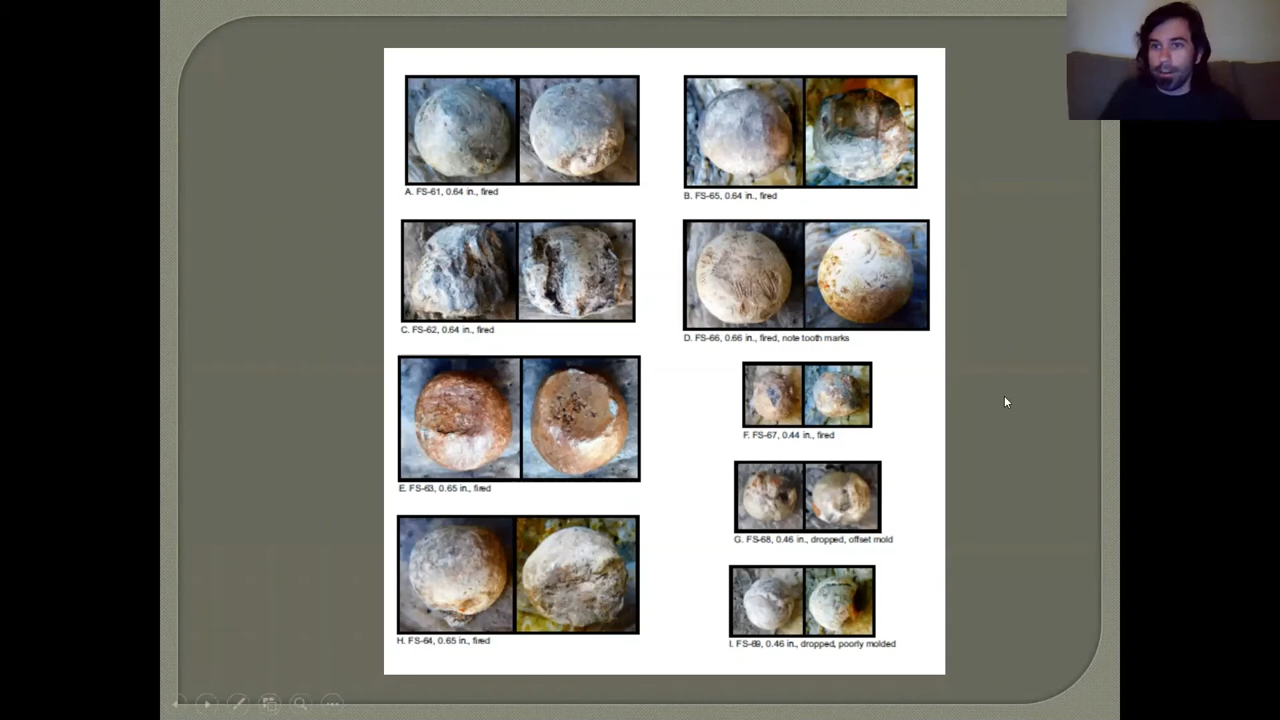 A. FS-61, 0.64 in., fired
B. FS-65, 0.64 in., fired
C. FS-62, 0.64 in., fired
D. FS-66, 0.66 in., fired, note tooth marks
E. FS-63, 0.65 in., fired
F. FS-67, 0.44 in., fired
G. FS-68, 0.46 in., dropped, offset mold
H. FS-64, 0.65 in., fired
I. FS-69, 0.46 in., dropped, poorly molded